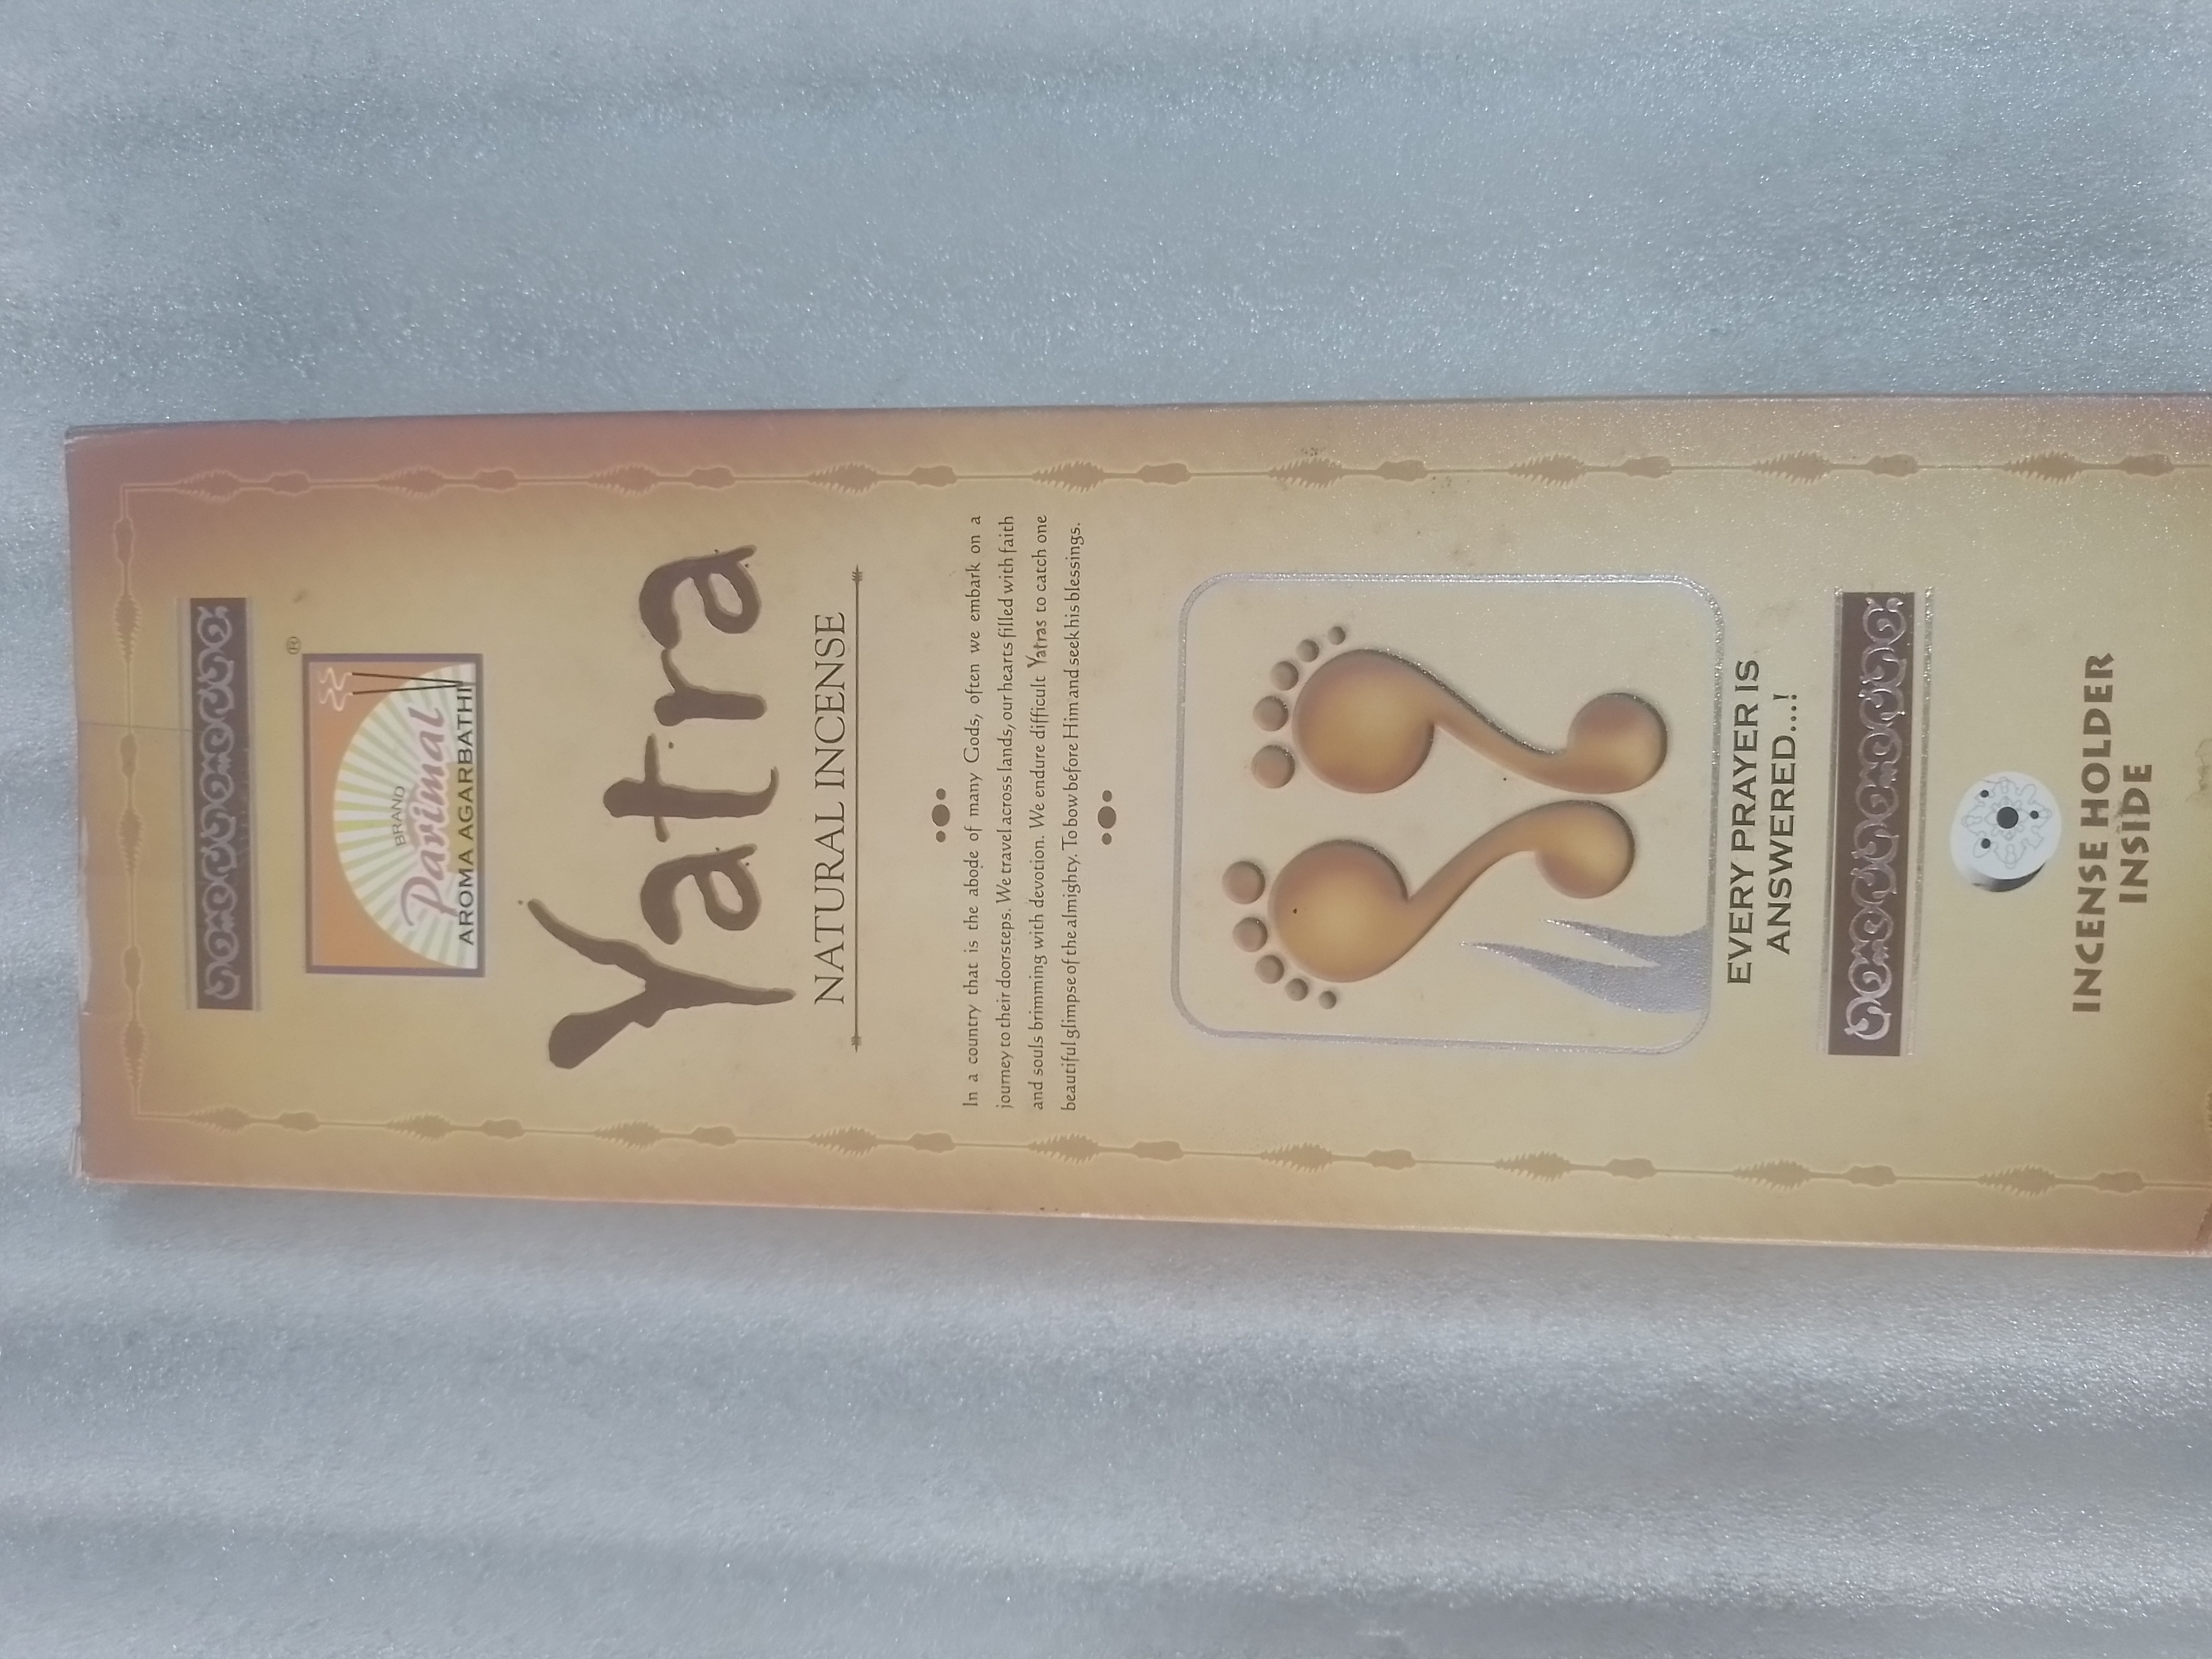 ®
BRAND
Parimal
AROMA AGARBATHI
Yatra
NATURAL INCENSE
In a country that is the abode of many Gods, often we embark on a
journey to their doorsteps. We travel across lands, our hearts filled with faith
and souls brimming with devotion. We endure difficult Yatras to catch one
beautiful glimpse of the almighty. To bow before Him and seek his blessings.
EVERY PRAYER IS
ANSWERED...!
INCENSE HOLDER
INSIDE